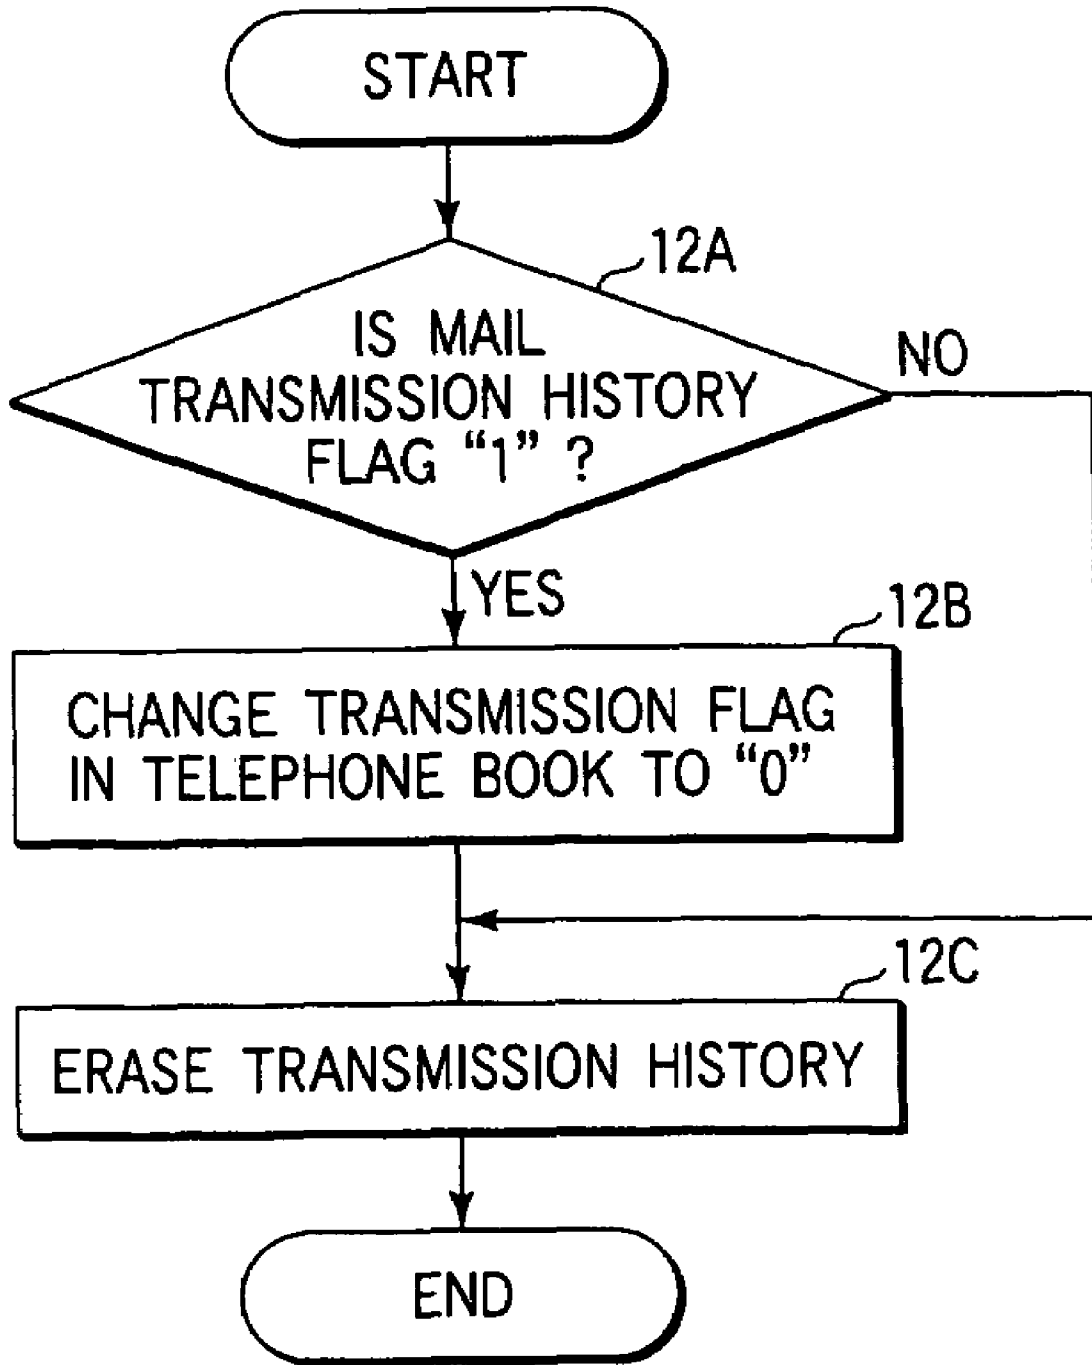 START
12A
IS MAIL
TRANSMISSION HISTORY
FLAG “1” ?
NO
YES
12B
CHANGE TRANSMISSION FLAG
IN TELEPHONE BOOK TO “0”
12C
ERASE TRANSMISSION HISTORY
END